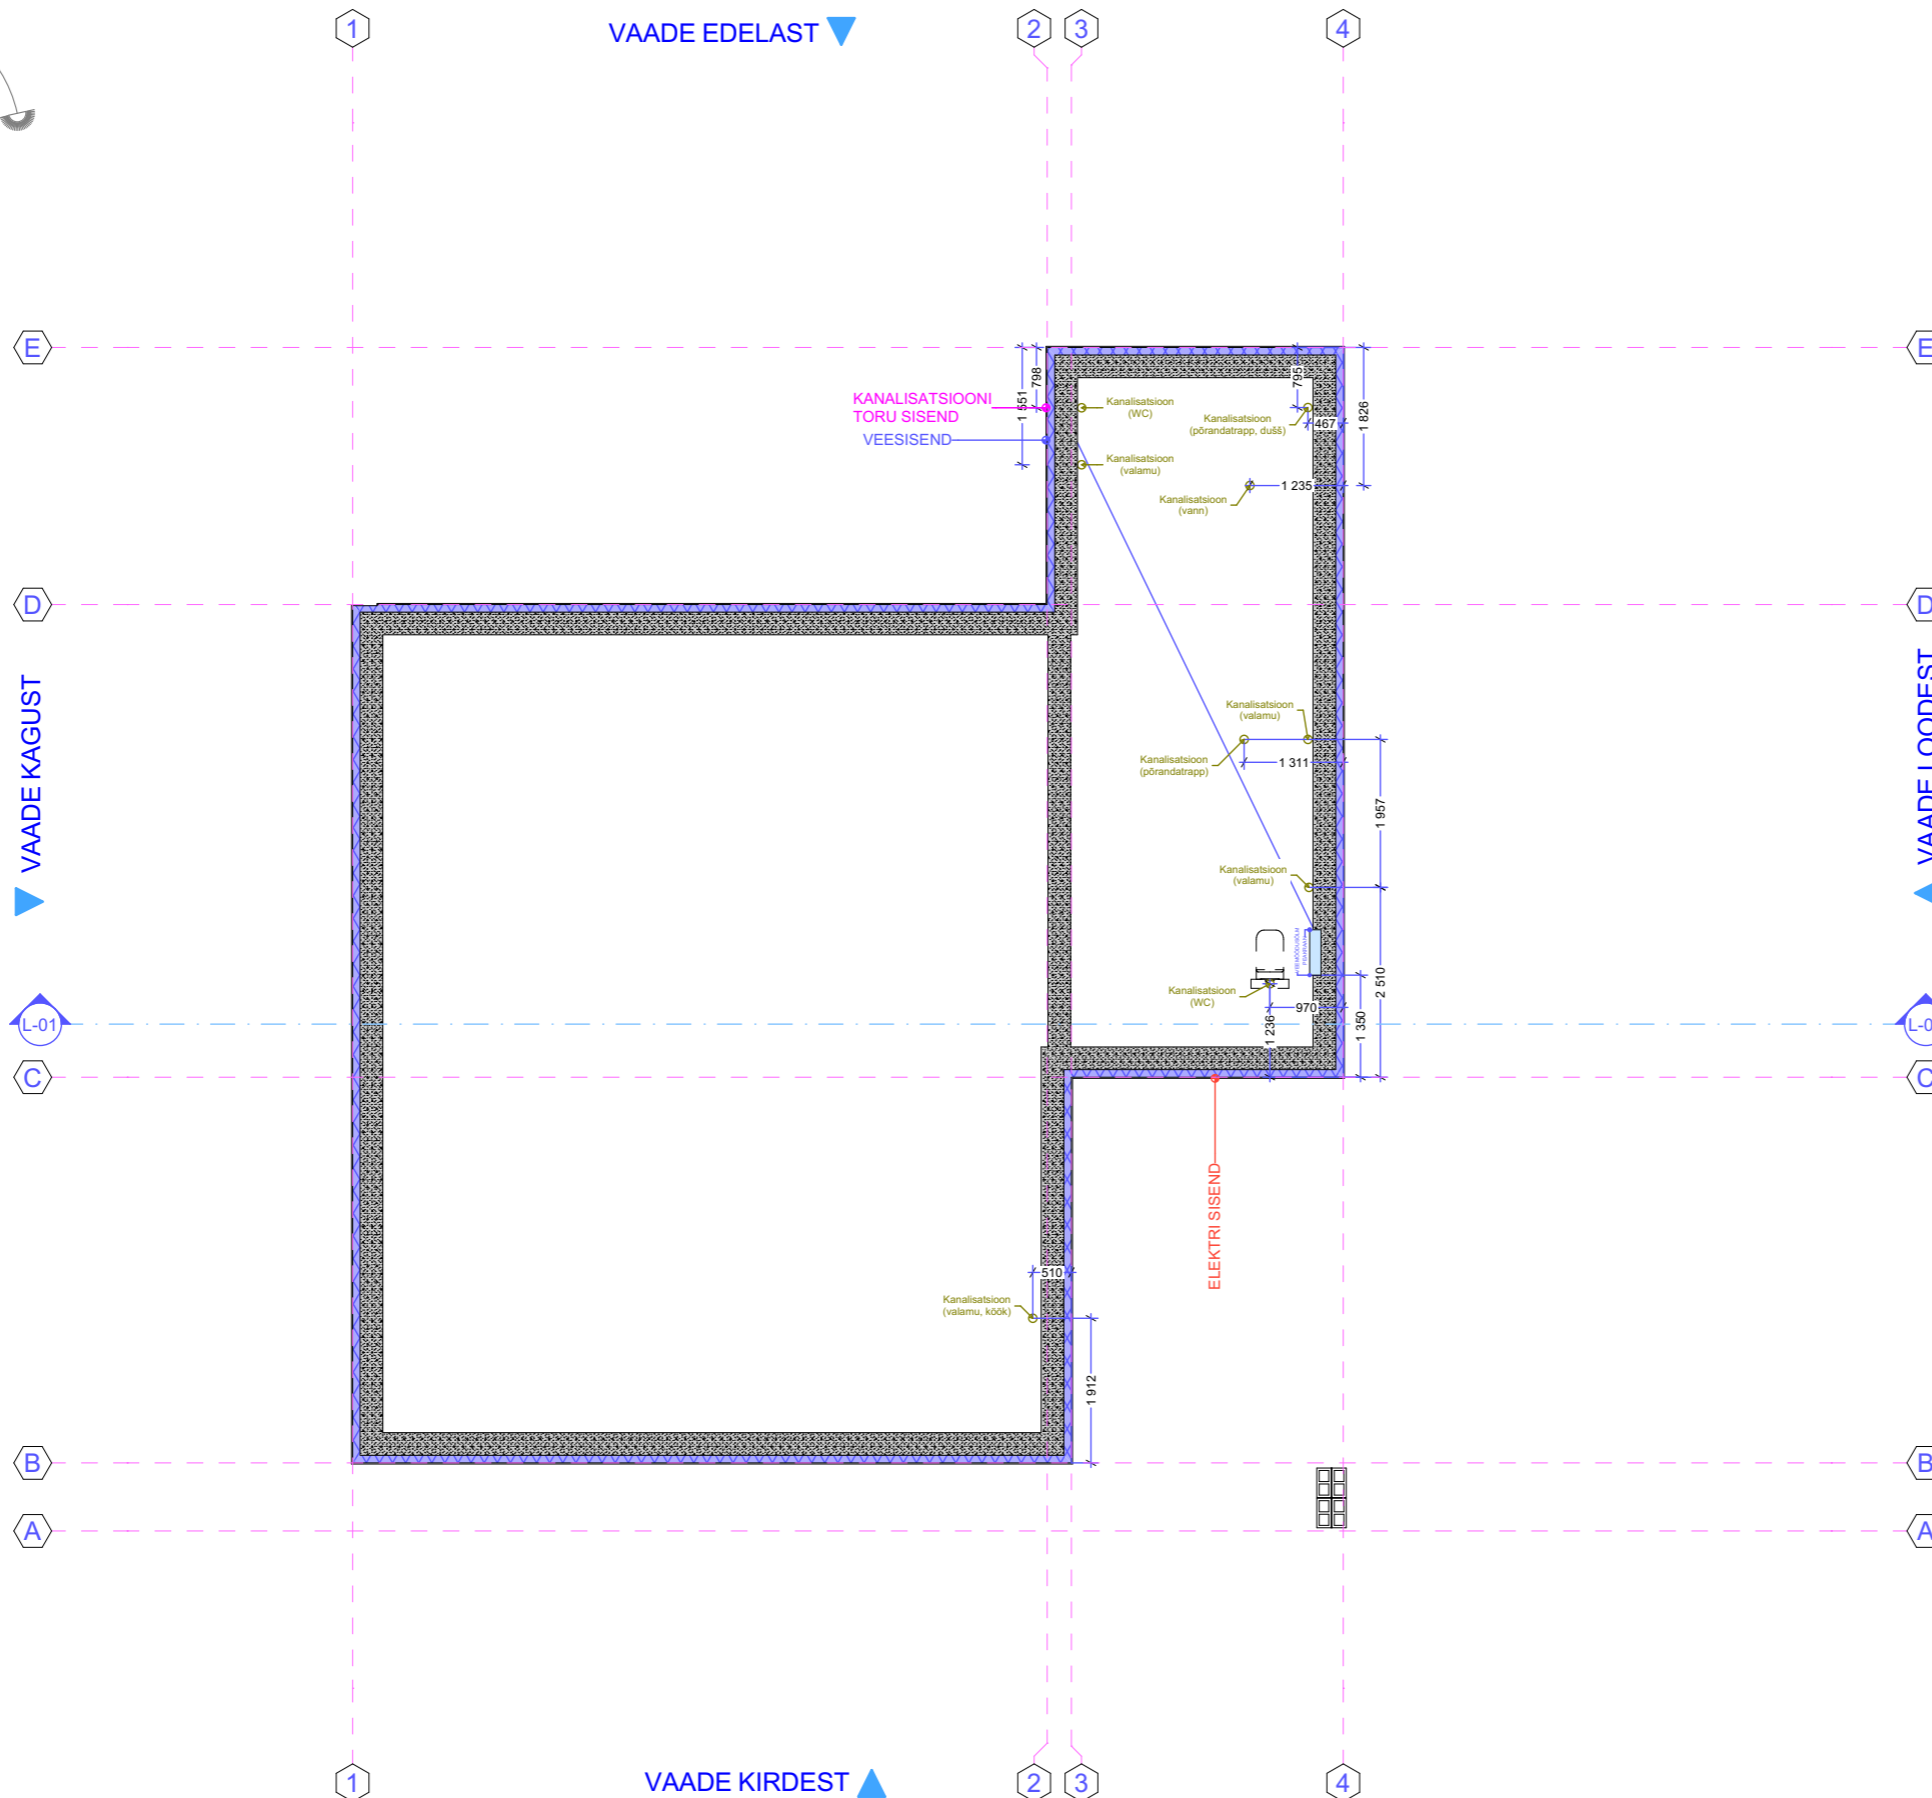 1
VAADE EDELAST
2
3
4
E
E
798
1 551
795
1 826
467
KANALISATSIOONI
TORU SISEND
VEESISEND
Kanalisatsioon
(WC)
Kanalisatsioon
(põrandatrapp, dušš)
Kanalisatsioon
(valamu)
1 235
Kanalisatsioon
(vann)
D
D
VAADE KAGUST
VAADE LOODEST
Kanalisatsioon
(valamu)
Kanalisatsioon
(põrandatrapp)
1 311
1 957
Kanalisatsioon
(valamu)
Kanalisatsioon
(WC)
970
1 236
1 350
2 510
L-01
L-0
C
C
ELEKTRI SISEND
510
Kanalisatsioon
(valamu, köök)
1 912
B
B
A
A
1
VAADE KIRDEST
2
3
4